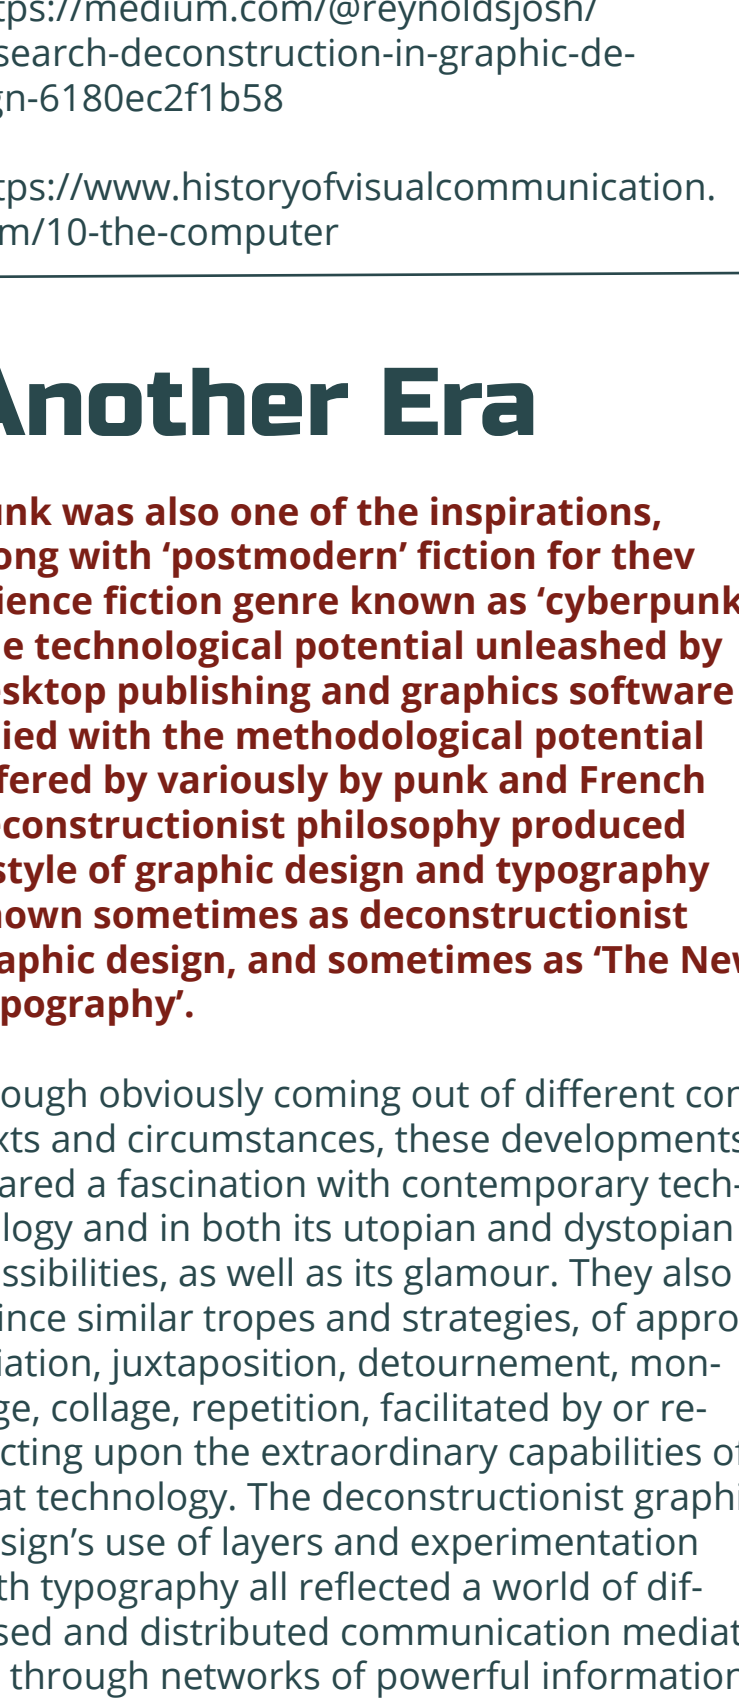 tps://medium.com/@reynoldsjosh/
search-deconstruction-in-graphic-de-
gn-6180ec2f1b58
tps://www.historyofvisualcommunication.
m/10-the-computer
Another Era
unk was also one of the inspirations,
ong with ‘postmodern’ fiction for thev
ience fiction genre known as ‘cyberpunk
e technological potential unleashed by
esktop publishing and graphics software
lied with the methodological potential
fered by variously by punk and French
econstructionist philosophy produced
style of graphic design and typography
nown sometimes as deconstructionist
aphic design, and sometimes as ‘The New
pography’.
ough obviously coming out of different con
xts and circumstances, these developments
ared a fascination with contemporary tech-
logy and in both its utopian and dystopian
ssibilities, as well as its glamour. They also
ince similar tropes and strategies, of appro
iation, juxtaposition, detournement, mon-
ge, collage, repetition, facilitated by or re-
cting upon the extraordinary capabilities of
at technology. The deconstructionist graphi
sign’s use of layers and experimentation
th typography all reflected a world of dif-
sed and distributed communication mediat
through networks of powerful information